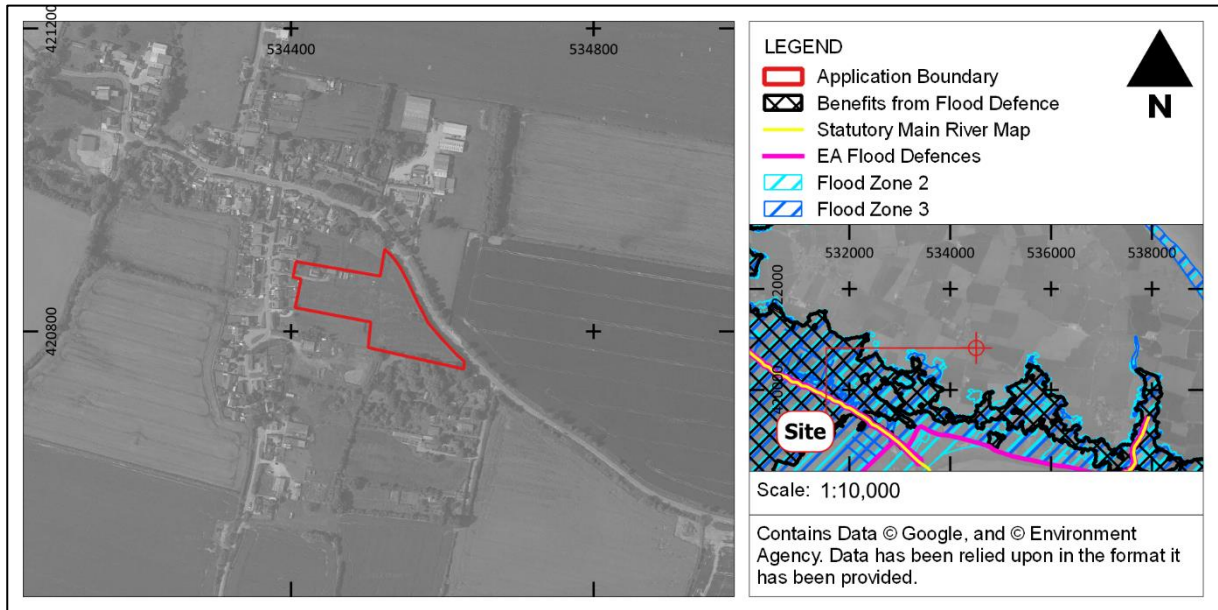 421200
534400
534800
420800
LEGEND
Application Boundary
Benefits from Flood Defence
Statutory Main River Map
EA Flood Defences
Flood Zone 2
Flood Zone 3
N
532000
534000
536000
538000
422000
420000
Site
Scale: 1:10,000
Contains Data © Google, and © Environment
Agency. Data has been relied upon in the format it
has been provided.